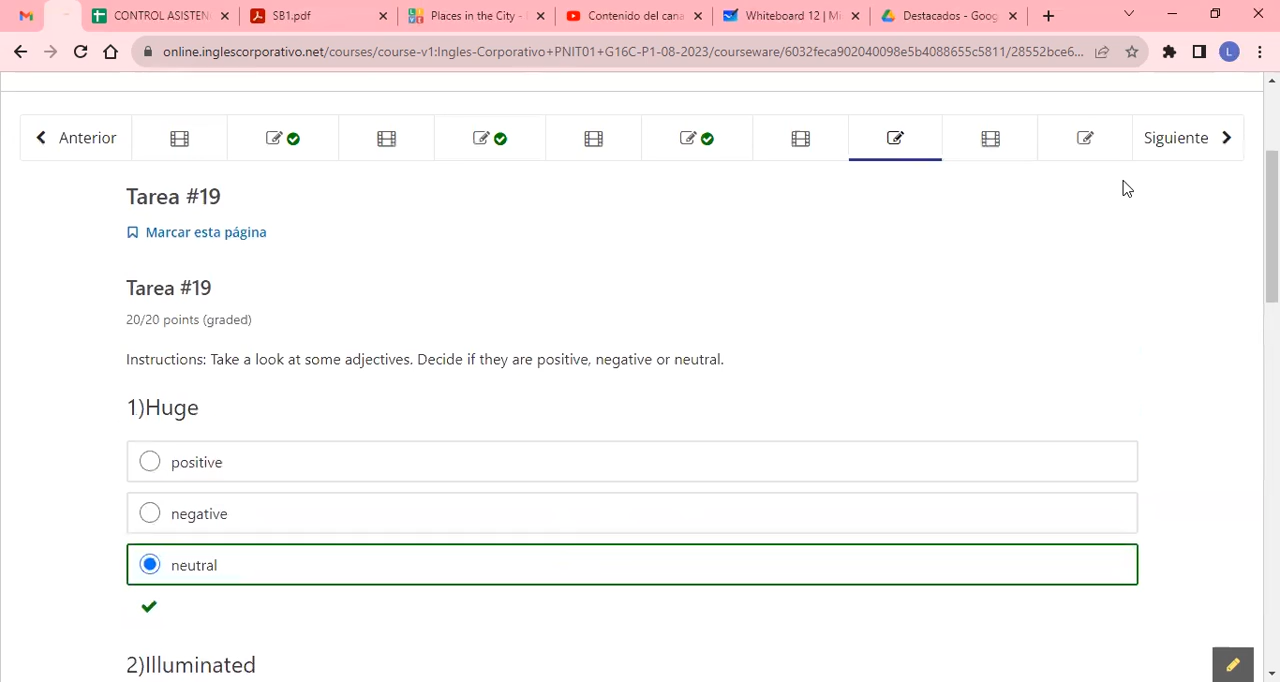 CONTROL ASISTEN
SB1.pdf
Places in the City -
Contenido del cana
Whiteboard 12 | Mi
Destacados - Goog
online.inglescorporativo.net/courses/course-v1:Ingles-Corporativo+PNIT01+G16C-P1-08-2023/courseware/6032feca902040098e5b4088655c5811/28552bce6...
L
Anterior
Siguiente
Tarea #19
Marcar esta página
Tarea #19
20/20 points (graded)
Instructions: Take a look at some adjectives. Decide if they are positive, negative or neutral.
1)Huge
positive
negative
neutral
2)Illuminated